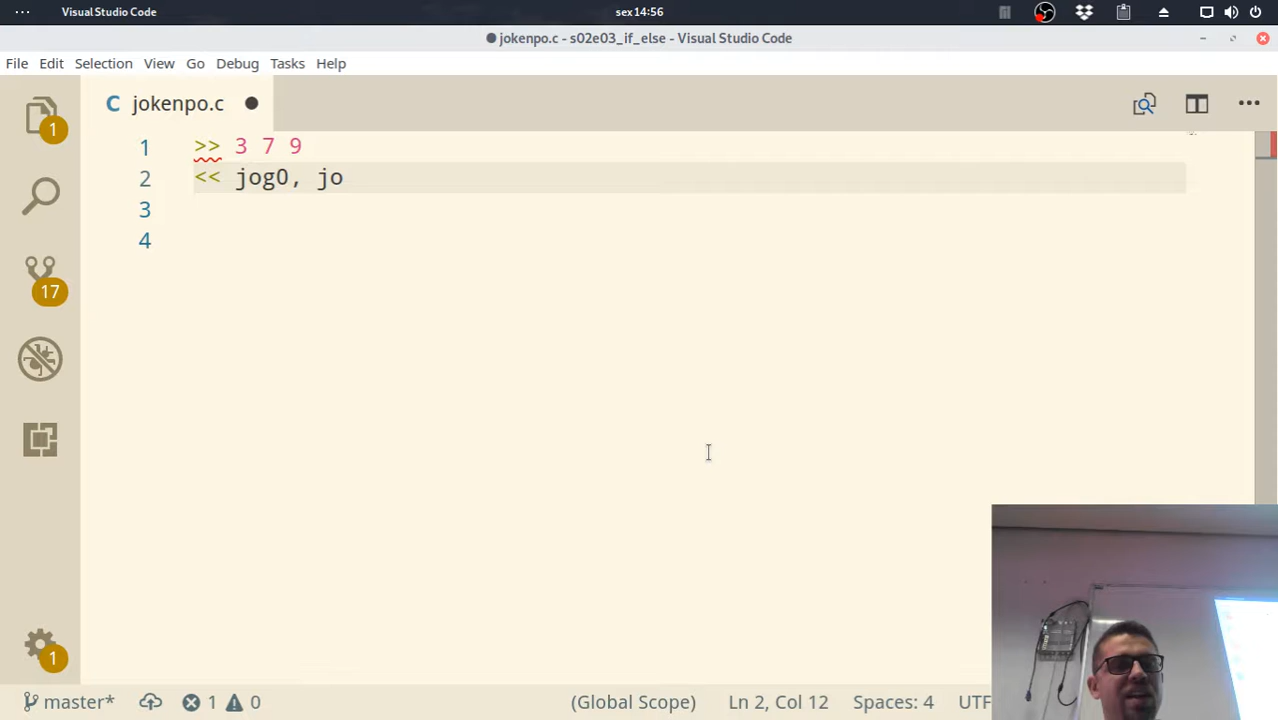 Visual Studio Code
sex 14:56
jokenpo.c - s02e03_if_else - Visual Studio Code
File Edit Selection View Go Debug Tasks Help
C jokenpo.c
1 >> 3 7 9
2 << jog0, jo
3
4
1
17
1
master* 1 0 (Global Scope) Ln 2, Col 12 Spaces: 4 UTF